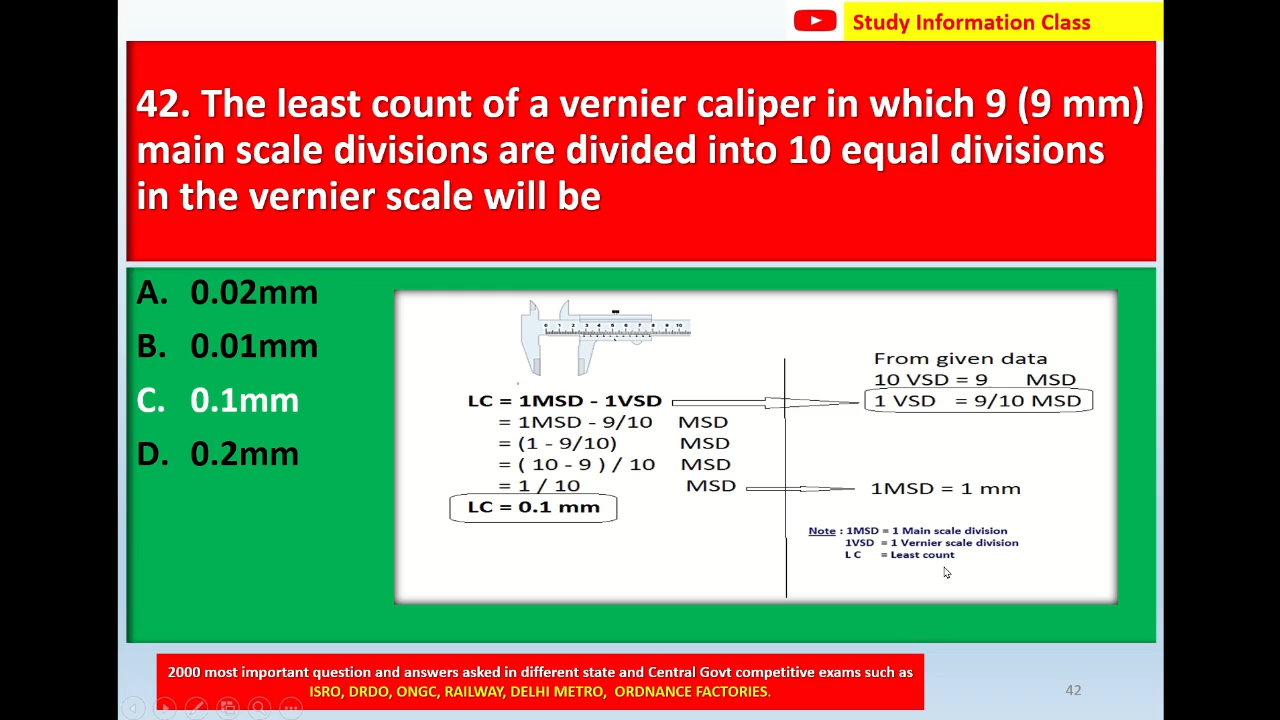 Study Information Class
42. The least count of a vernier caliper in which 9 (9 mm)
main scale divisions are divided into 10 equal divisions
in the vernier scale will be
A. 0.02mm
B. 0.01mm
C. 0.1mm
D. 0.2mm
LC = 1MSD - 1VSD
= 1MSD - 9/10 MSD
= (1 - 9/10) MSD
= ( 10 - 9 ) / 10 MSD
= 1 / 10 MSD
LC = 0.1 mm
From given data
10 VSD = 9 MSD
1 VSD = 9/10 MSD
1MSD = 1 mm
Note : 1MSD = 1 Main scale division
1VSD = 1 Vernier scale division
L C = Least count
2000 most important question and answers asked in different state and Central Govt competitive exams such as
ISRO, DRDO, ONGC, RAILWAY, DELHI METRO, ORDNANCE FACTORIES.
42